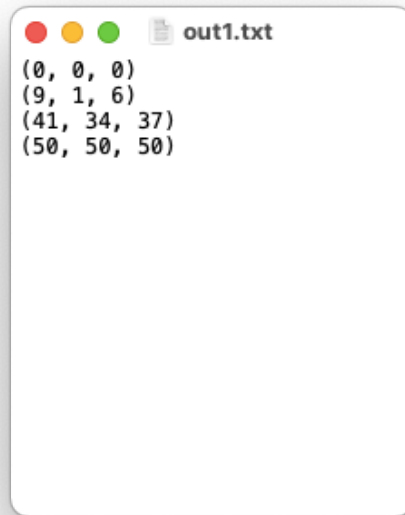 out1.txt
(0, 0, 0)
(9, 1, 6)
(41, 34, 37)
(50, 50, 50)